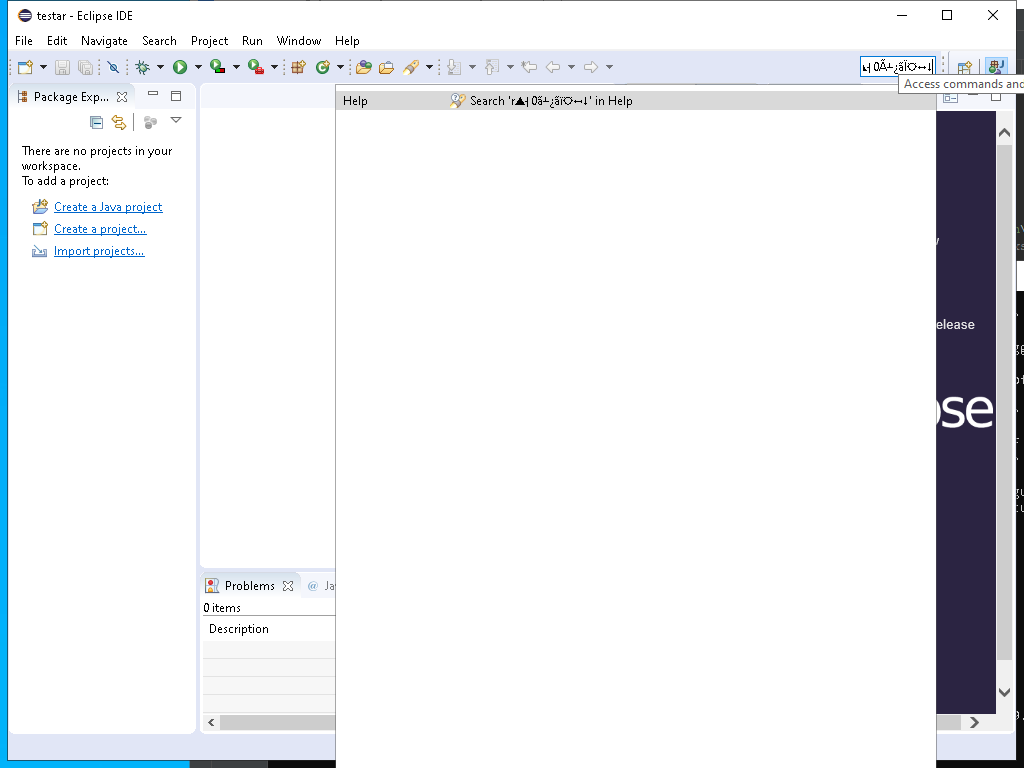 testar - Eclipse IDE
File Edit Navigate Search Project Run Window Help
Access commands and
Package Exp...
Help Search 'r▲┤0ã┴¿ãï☼↔↓' in Help
There are no projects in your
workspace.
To add a project:
Create a Java project
Create a project...
Import projects...
elease
ose
Problems @ Ja
0 items
Description